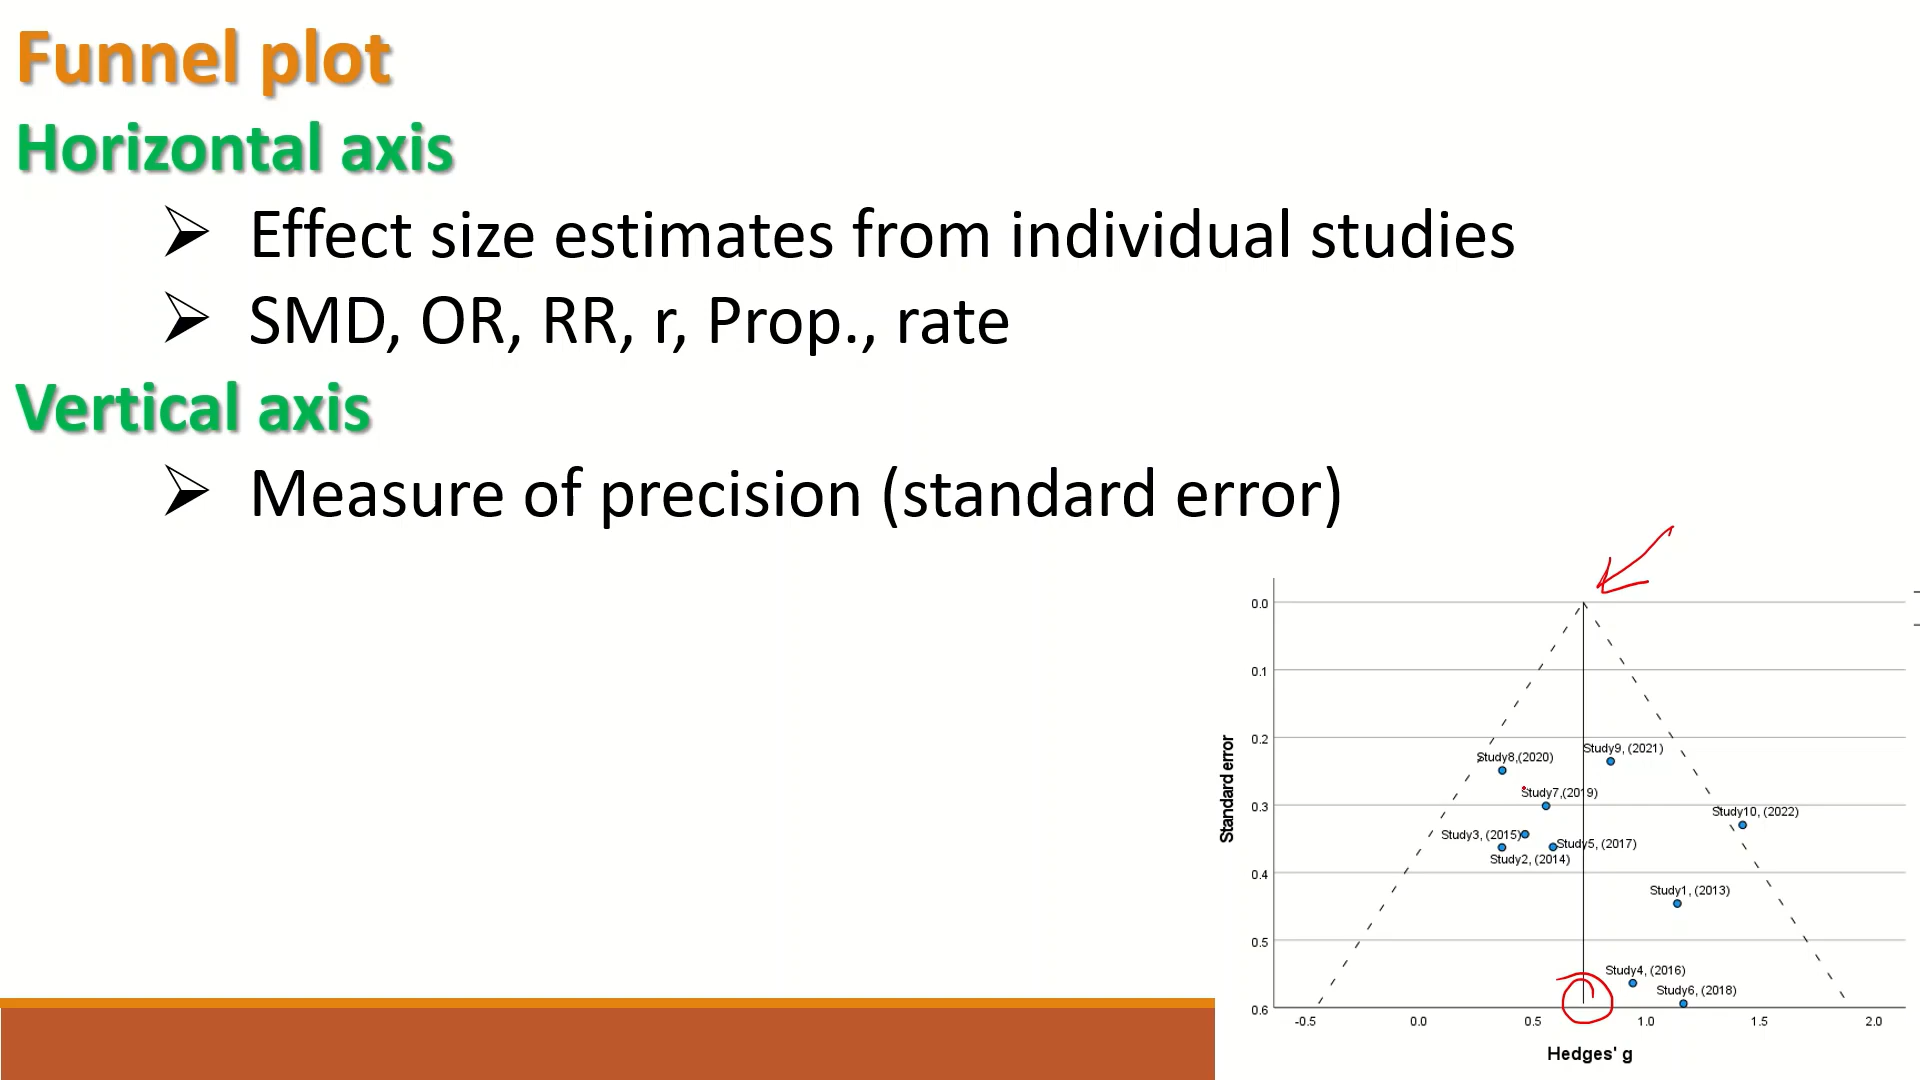 Funnel plot
Horizontal axis
Effect size estimates from individual studies
SMD, OR, RR, r, Prop., rate
Vertical axis
Measure of precision (standard error)
Standard error
0.0
0.1
0.2
0.3
0.4
0.5
0.6
Study8,(2020)
Study9, (2021)
Study7,(2019)
Study10, (2022)
Study3, (2015)
Study5, (2017)
Study2, (2014)
Study1, (2013)
Study4, (2016)
Study6, (2018)
-0.5 0.0 0.5 1.0 1.5 2.0
Hedges' g